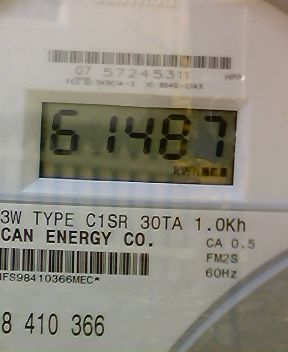 07 57245311
61487
kWh
3W TYPE C1SR 30TA 1.0Kh
CAN ENERGY CO.
CA 0.5
FM2S
60Hz
IFS98410366MEC*
8 410 366